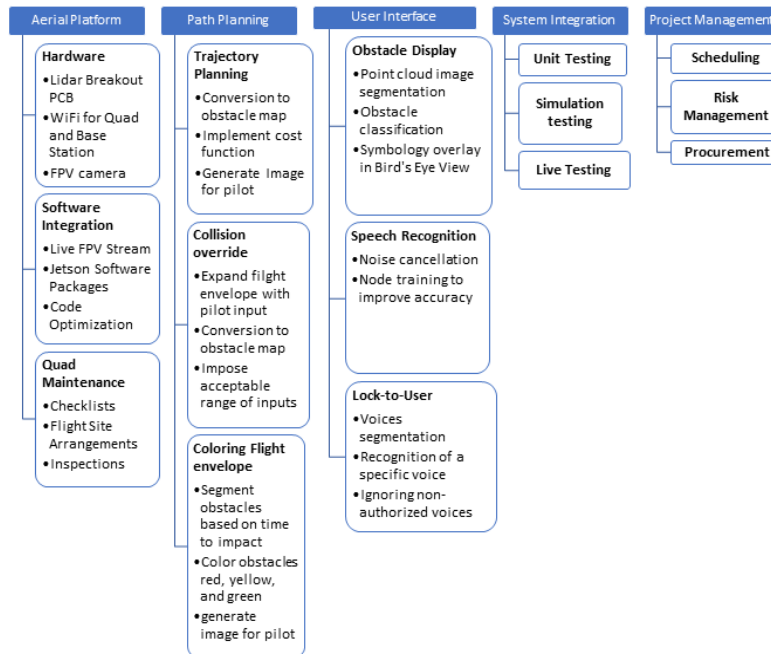 Aerial Platform
Hardware
•Lidar Breakout
PCB
•WiFi for Quad
and Base
Station
•FPV camera
Software
Integration
•Live FPV Stream
•Jetson Software
Packages
•Code
Optimization
Quad
Maintenance
•Checklists
•Flight Site
Arrangements
•Inspections
Path Planning
Trajectory
Planning
•Conversion to
obstacle map
•Implement cost
function
•Generate Image
for pilot
Collision
override
•Expand filght
envelope with
pilot input
•Conversion to
obstacle map
•Impose
acceptable
range of inputs
Coloring Flight
envelope
•Segment
obstacles
based on time
to impact
•Color obstacles
red, yellow,
and green
•generate
image for pilot
User Interface
Obstacle Display
•Point cloud image
segmentation
•Obstacle
classification
•Symbology overlay
in Bird's Eye View
Speech Recognition
•Noise cancellation
•Node training to
improve accuracy
Lock-to-User
•Voices
segmentation
•Recognition of a
specific voice
•Ignoring non-
authorized voices
System Integration
Unit Testing
Simulation
testing
Live Testing
Project Management
Scheduling
Risk
Management
Procurement